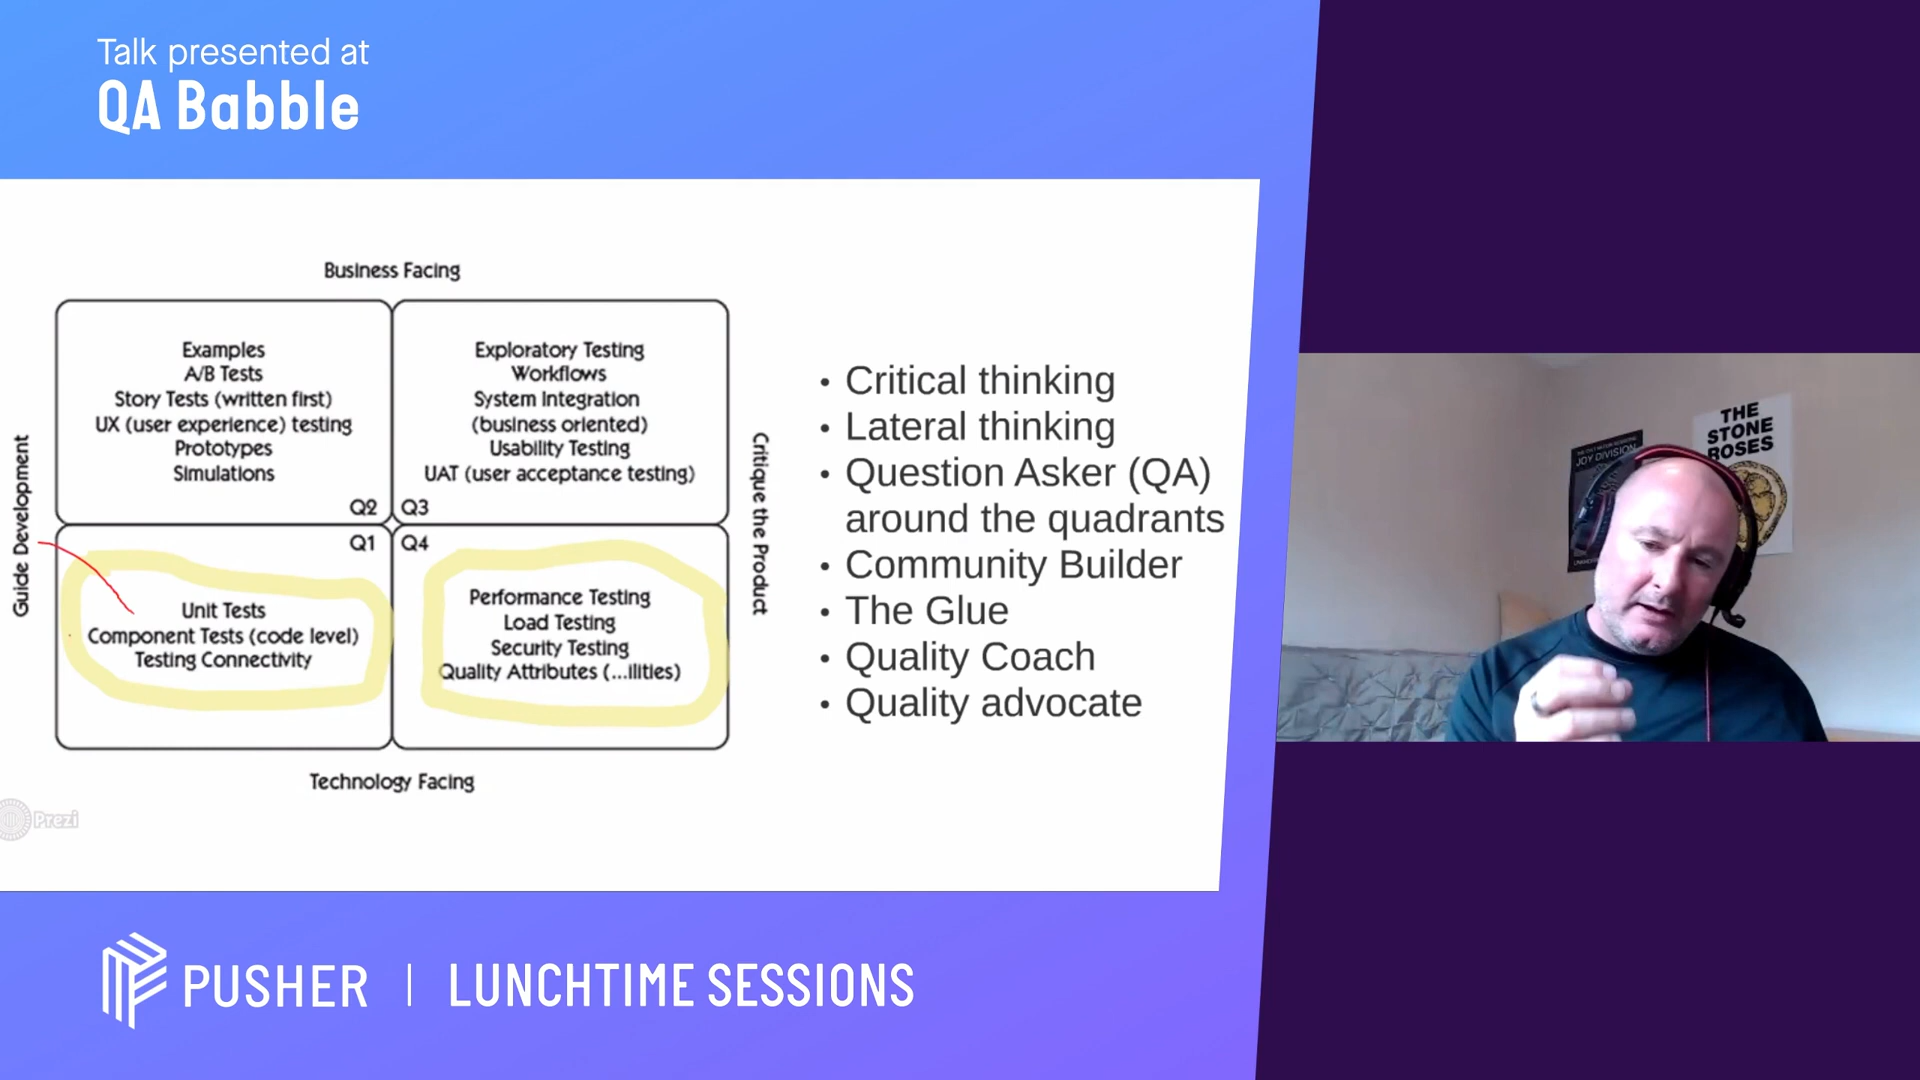 Talk presented at
QA Babble
Business Facing
Guide Development
Examples
A/B Tests
Story Tests (written first)
UX (user experience) testing
Prototypes
Simulations
Q2
Exploratory Testing
Workflows
System Integration
(business oriented)
Usability Testing
UAT (user acceptance testing)
Q3
Q1
Unit Tests
Component Tests (code level)
Testing Connectivity
Q4
Performance Testing
Load Testing
Security Testing
Quality Attributes (...ilities)
Critique the Product
Technology Facing
Prezi
• Critical thinking
• Lateral thinking
• Question Asker (QA)
around the quadrants
• Community Builder
• The Glue
• Quality Coach
• Quality advocate
JOY DIVISION
THE
STONE
ROSES
PUSHER | LUNCHTIME SESSIONS